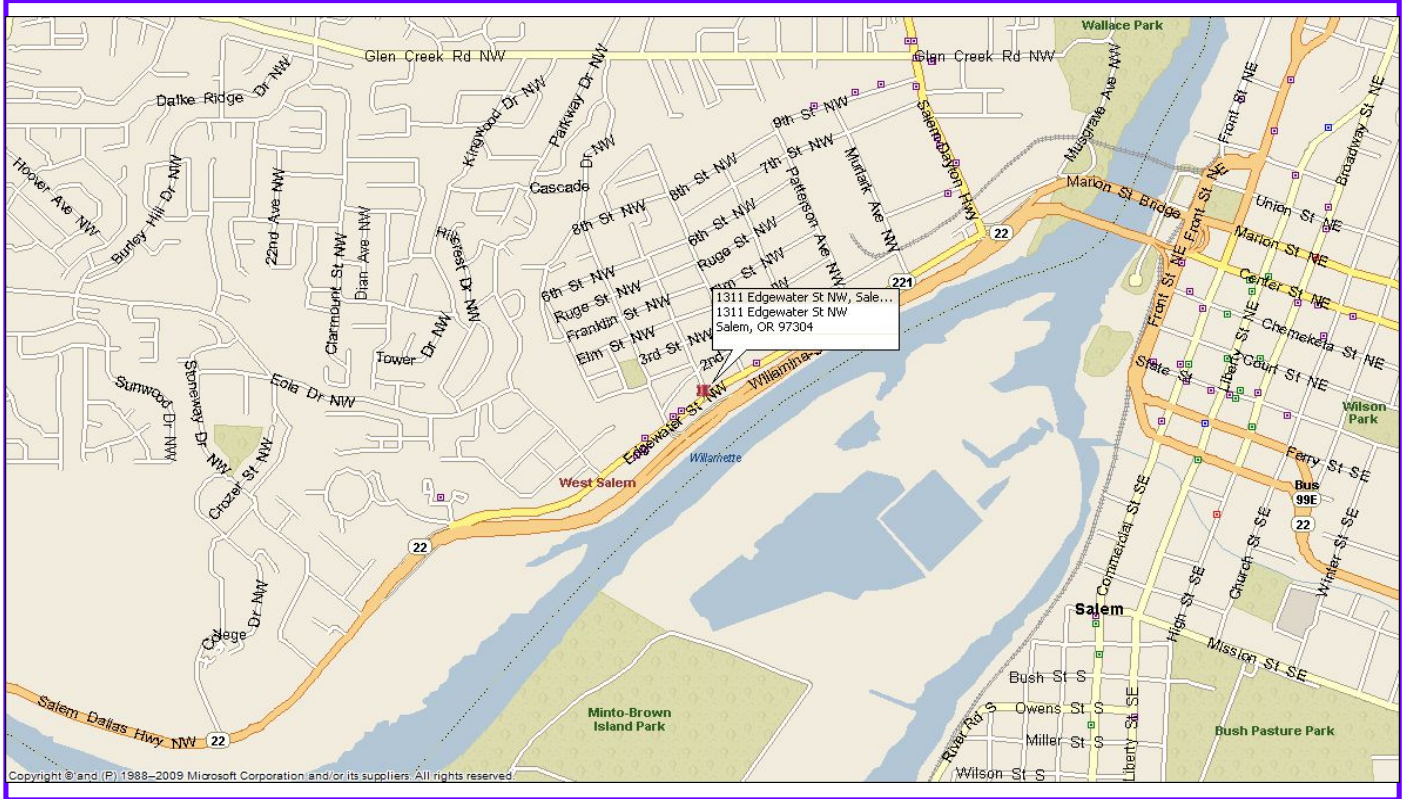 Wallace Park
Glen Creek Rd NW
Glen Creek Rd NW
Dalke Ridge Dr NW
Kingwood Dr NW
Parkway Dr NW
9th St NW
Salem Dayton Hwy
Musgrave Ave NW
Front St NE
Broadway St NE
Hoover Ave NW
Burley Hill Dr NW
22nd Ave NW
Cascade Dr NW
8th St NW
7th St NW
Murlark Ave NW
Patterson Ave NW
Marion St Bridge
Union St NE
Front St NE
Marion St NE
Center St NE
Dian Ave NW
Clarmount St NW
Hillcrest Dr NW
8th St NW
6th St NW
Ruge St NW
22
221
6th St NW
Ruge St NW
Franklin St NW
Elm St NW
Elm St NW
3rd St NW
2nd
1311 Edgewater St NW, Sale...
1311 Edgewater St NW
Salem, OR 97304
Front St NE
Chemeketa St NE
Court St NE
State St
Liberty St NE
Tower Dr NW
Sunwood Dr NW
Stoneway Dr NW
Eola Dr NW
Edgewater St NW
Willamina-S
Willamette
Wilson Park
Ferry St SE
Crozer St NW
West Salem
Bus
99E
22
22
Commercial St SE
Church St SE
Winter St SE
High St SE
Salem
Mission St SE
College Dr NW
Bush St S
Owens St S
Miller St S
Wilson St S
River Rd S
Liberty St SE
Minto-Brown
Island Park
Bush Pasture Park
Salem Dallas Hwy NW
22
Copyright © and (P) 1988–2009 Microsoft Corporation and/or its suppliers. All rights reserved.